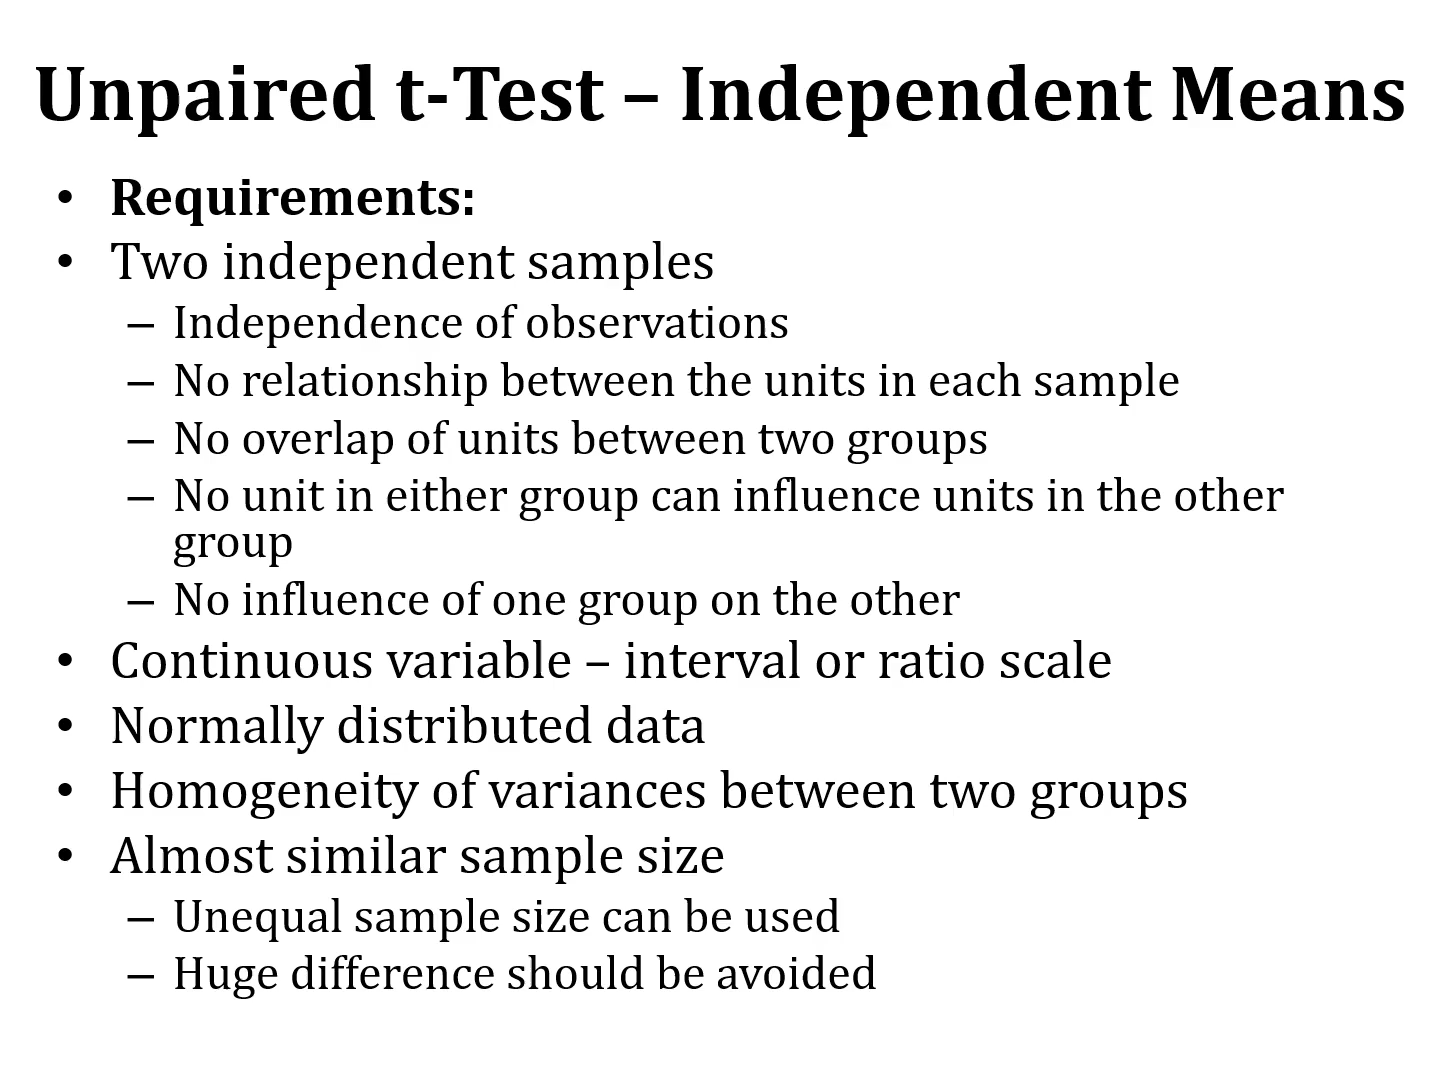 Unpaired t-Test – Independent Means
• Requirements:
• Two independent samples
– Independence of observations
– No relationship between the units in each sample
– No overlap of units between two groups
– No unit in either group can influence units in the other
group
– No influence of one group on the other
• Continuous variable – interval or ratio scale
• Normally distributed data
• Homogeneity of variances between two groups
• Almost similar sample size
– Unequal sample size can be used
– Huge difference should be avoided